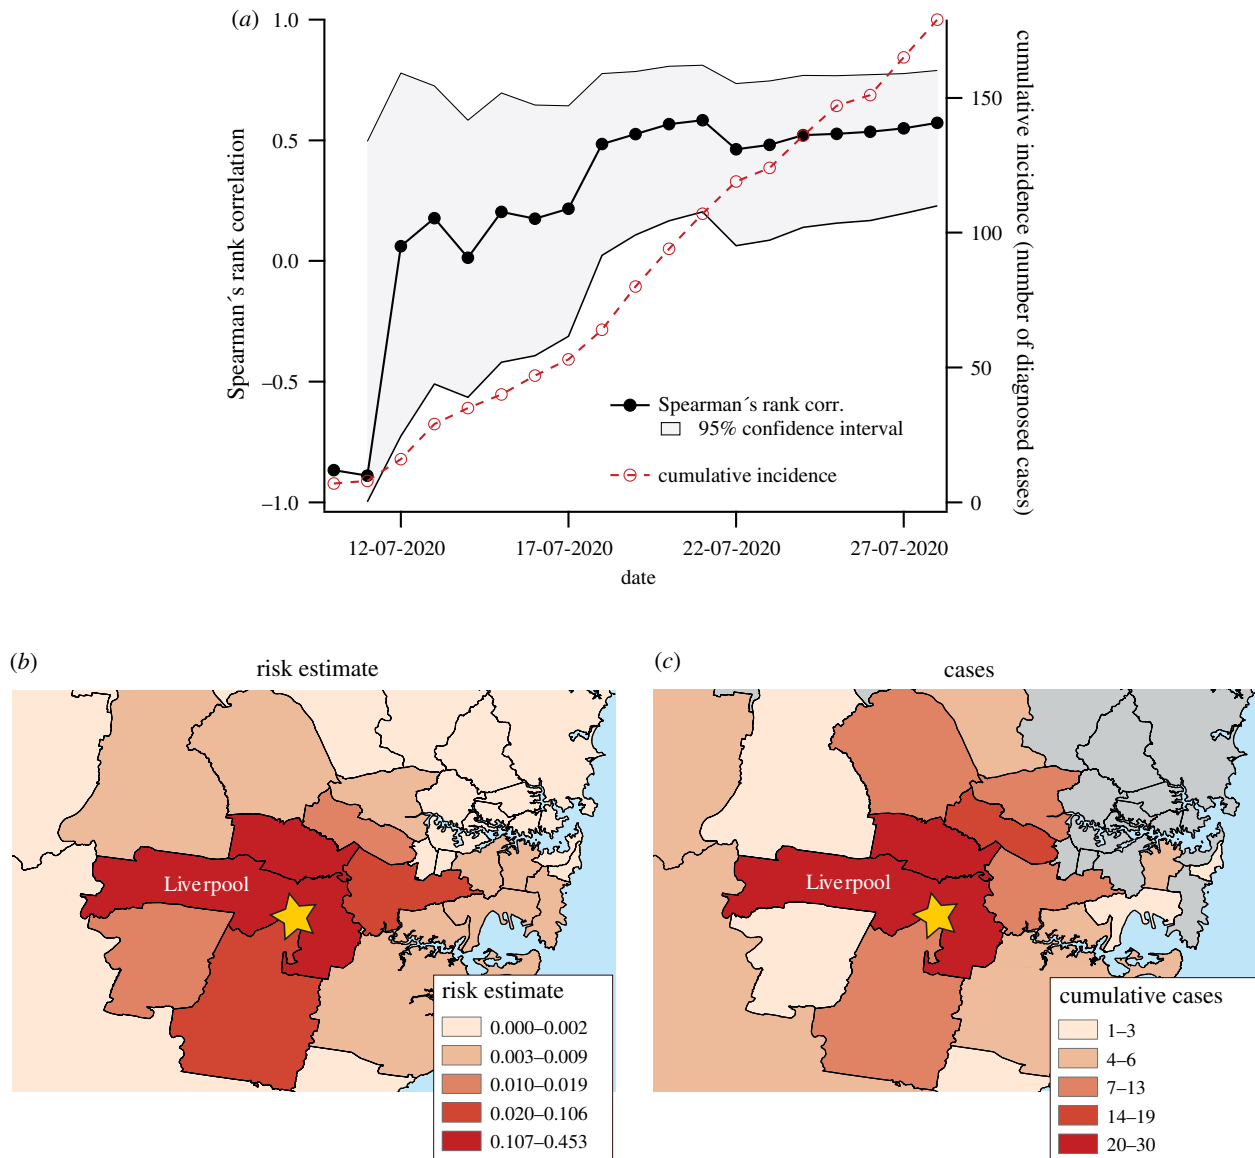 (a)
1.0
0.5
0.0
−0.5
−1.0
Spearman´s rank correlation
150
100
50
0
cumulative incidence (number of diagnosed cases)
Spearman´s rank corr.
95% confidence interval
cumulative incidence
12-07-2020
17-07-2020
22-07-2020
27-07-2020
date
(b)
risk estimate
Liverpool
risk estimate
0.000–0.002
0.003–0.009
0.010–0.019
0.020–0.106
0.107–0.453
(c)
cases
Liverpool
cumulative cases
1–3
4–6
7–13
14–19
20–30